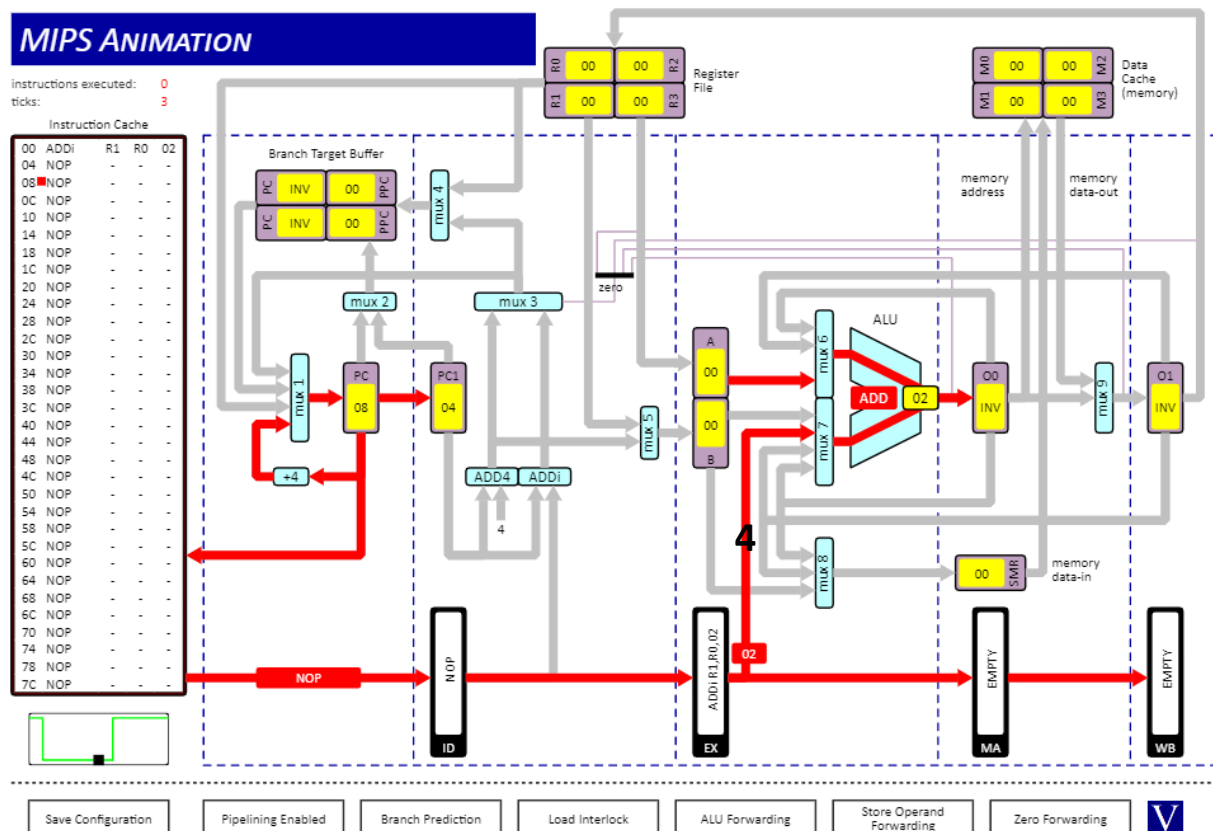 MIPS ANIMATION
instructions executed: 0
ticks: 3
Instruction Cache
00 ADDi R1 R0 02
04 NOP - - -
08 NOP - - -
0C NOP - - -
10 NOP - - -
14 NOP - - -
18 NOP - - -
1C NOP - - -
20 NOP - - -
24 NOP - - -
28 NOP - - -
2C NOP - - -
30 NOP - - -
34 NOP - - -
38 NOP - - -
3C NOP - - -
40 NOP - - -
44 NOP - - -
48 NOP - - -
4C NOP - - -
50 NOP - - -
54 NOP - - -
58 NOP - - -
5C NOP - - -
60 NOP - - -
64 NOP - - -
68 NOP - - -
6C NOP - - -
70 NOP - - -
74 NOP - - -
78 NOP - - -
7C NOP - - -
R0 00 00 R2
R1 00 00 R3
Register
File
M0 00 00 M2
M1 00 00 M3
Data
Cache
(memory)
Branch Target Buffer
PC INV 00 PPC
PC INV 00 PPC
mux 4
memory
address
memory
data-out
zero
mux 2
mux 3
mux 1
PC
08
PC1
04
+4
ADD4
ADDi
4
mux 5
A
00
00
B
mux 6
mux 7
ALU
ADD
02
O0
INV
mux 9
O1
INV
4
mux 8
00 SMR
memory
data-in
NOP
NOP
ID
02
ADDi R1,R0,02
EX
EMPTY
MA
EMPTY
WB
Save Configuration
Pipelining Enabled
Branch Prediction
Load Interlock
ALU Forwarding
Store Operand
Forwarding
Zero Forwarding
V